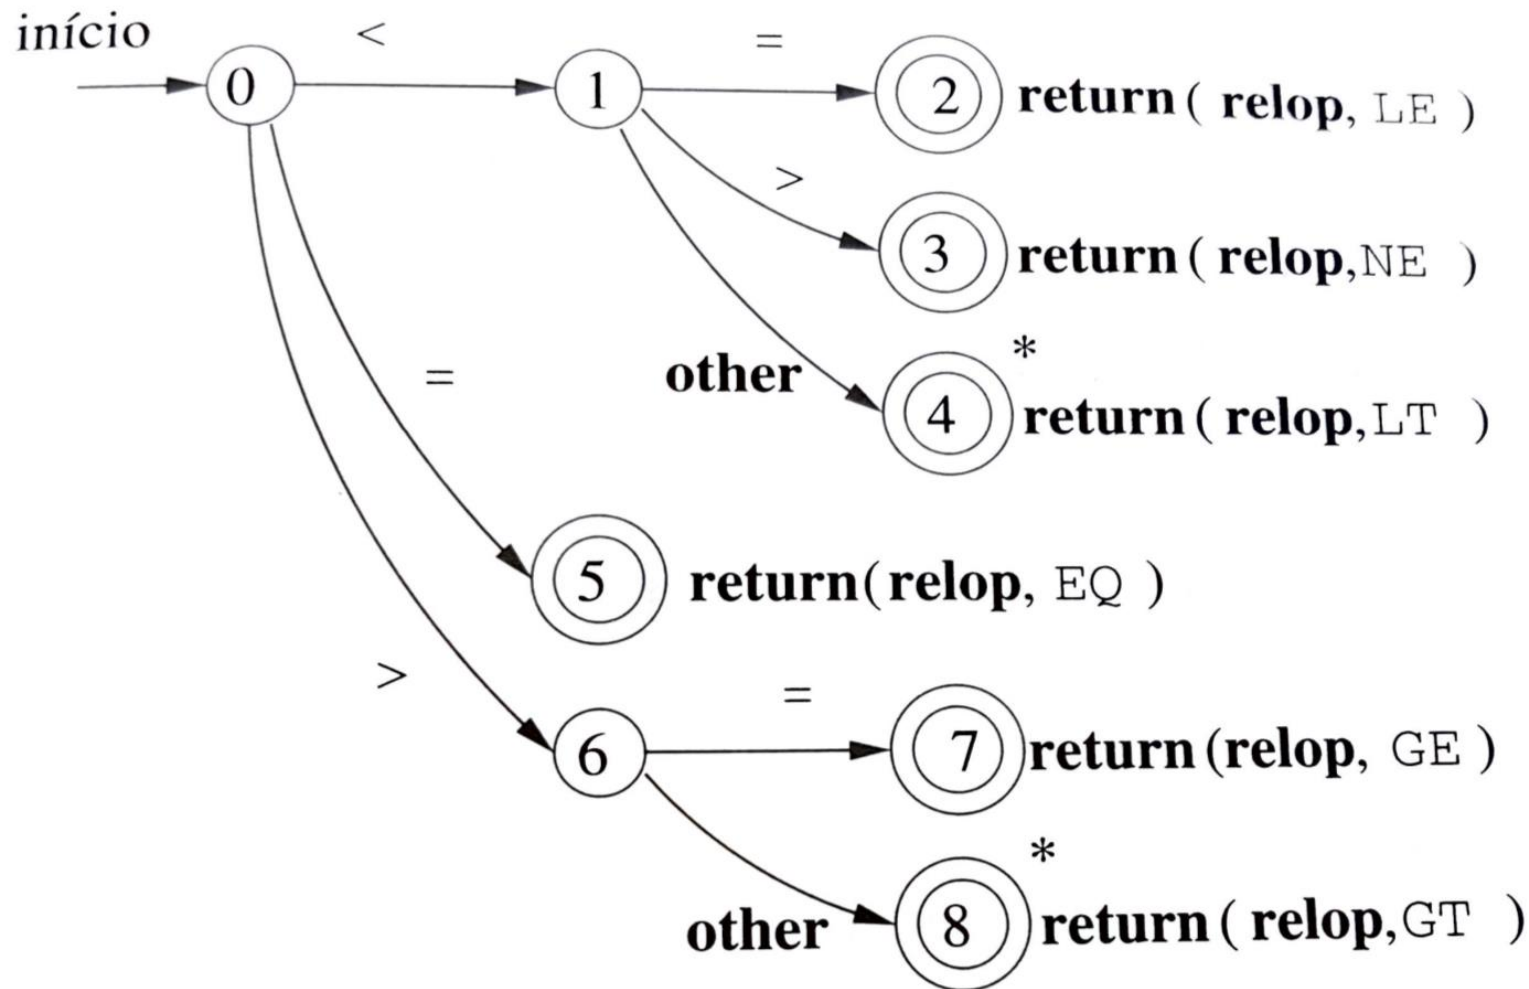 início
<
=
0
1
2
return ( relop, LE )
>
3
return ( relop,NE )
*
=
other
4
return ( relop,LT )
5
return(relop, EQ )
>
=
6
7
return (relop, GE )
*
other
8
return ( relop,GT )